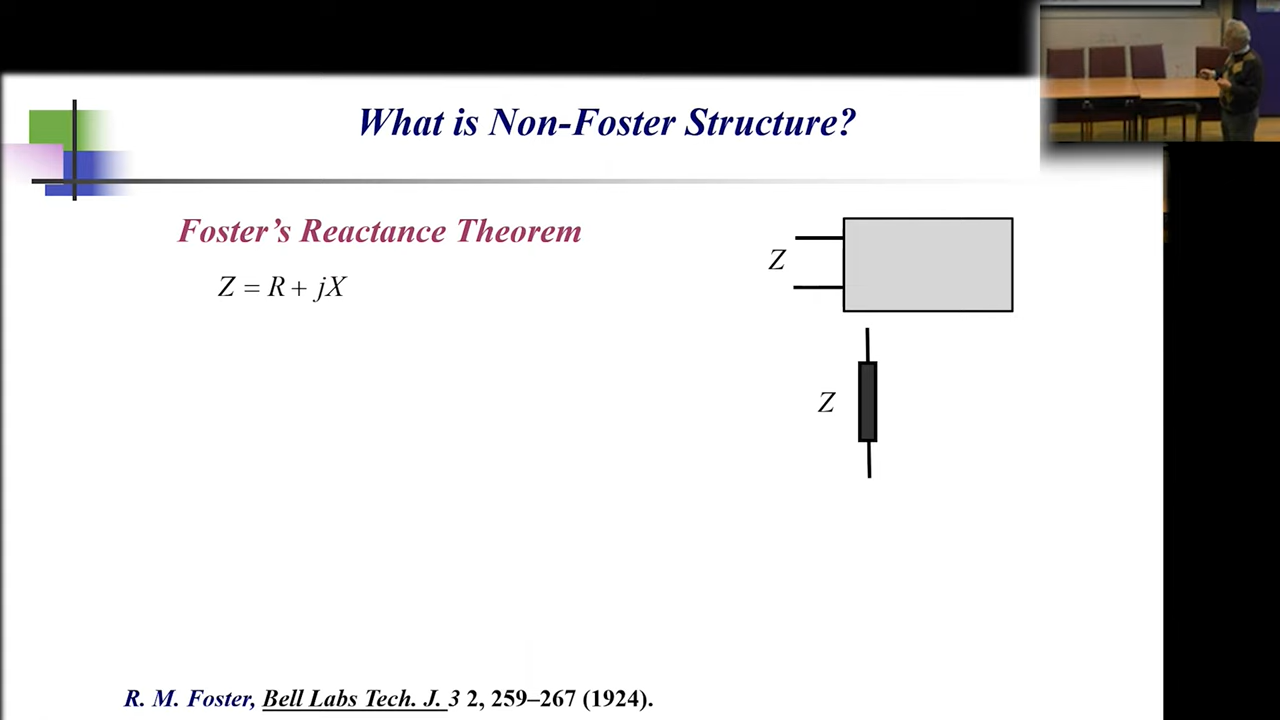 What is Non-Foster Structure?
Foster's Reactance Theorem
Z = R + jX
Z
Z
R. M. Foster, Bell Labs Tech. J. 3 2, 259–267 (1924).